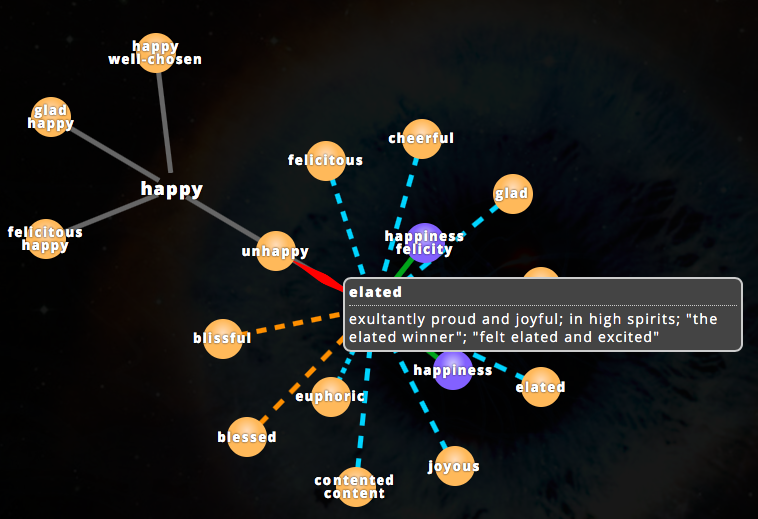 happy
well-chosen
glad
happy
cheerful
felicitous
glad
happy
felicitous
happy
happiness
felicity
unhappy
elated
exultantly proud and joyful; in high spirits; "the
elated winner"; "felt elated and excited"
blissful
happiness
elated
euphoric
blessed
joyous
contented
content